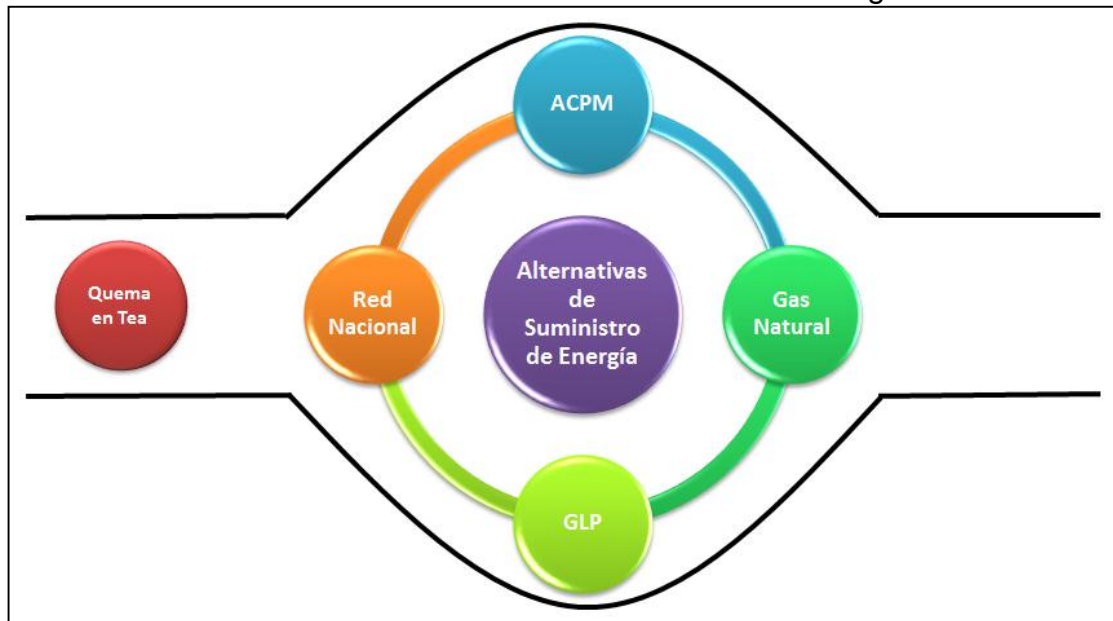 ACPM
Quema
en Tea
Red
Nacional
Alternativas
de
Suministro
de Energía
Gas
Natural
GLP